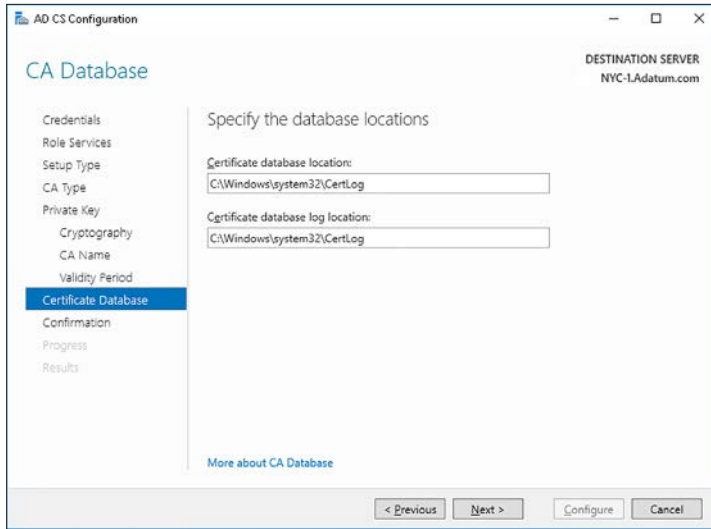 AD CS Configuration
CA Database
DESTINATION SERVER
NYC-1.Adatum.com
Credentials
Role Services
Setup Type
CA Type
Private Key
Cryptography
CA Name
Validity Period
Certificate Database
Confirmation
Progress
Results
Specify the database locations
Certificate database location:
C:\Windows\system32\CertLog
Certificate database log location:
C:\Windows\system32\CertLog
More about CA Database
< Previous
Next >
Configure
Cancel